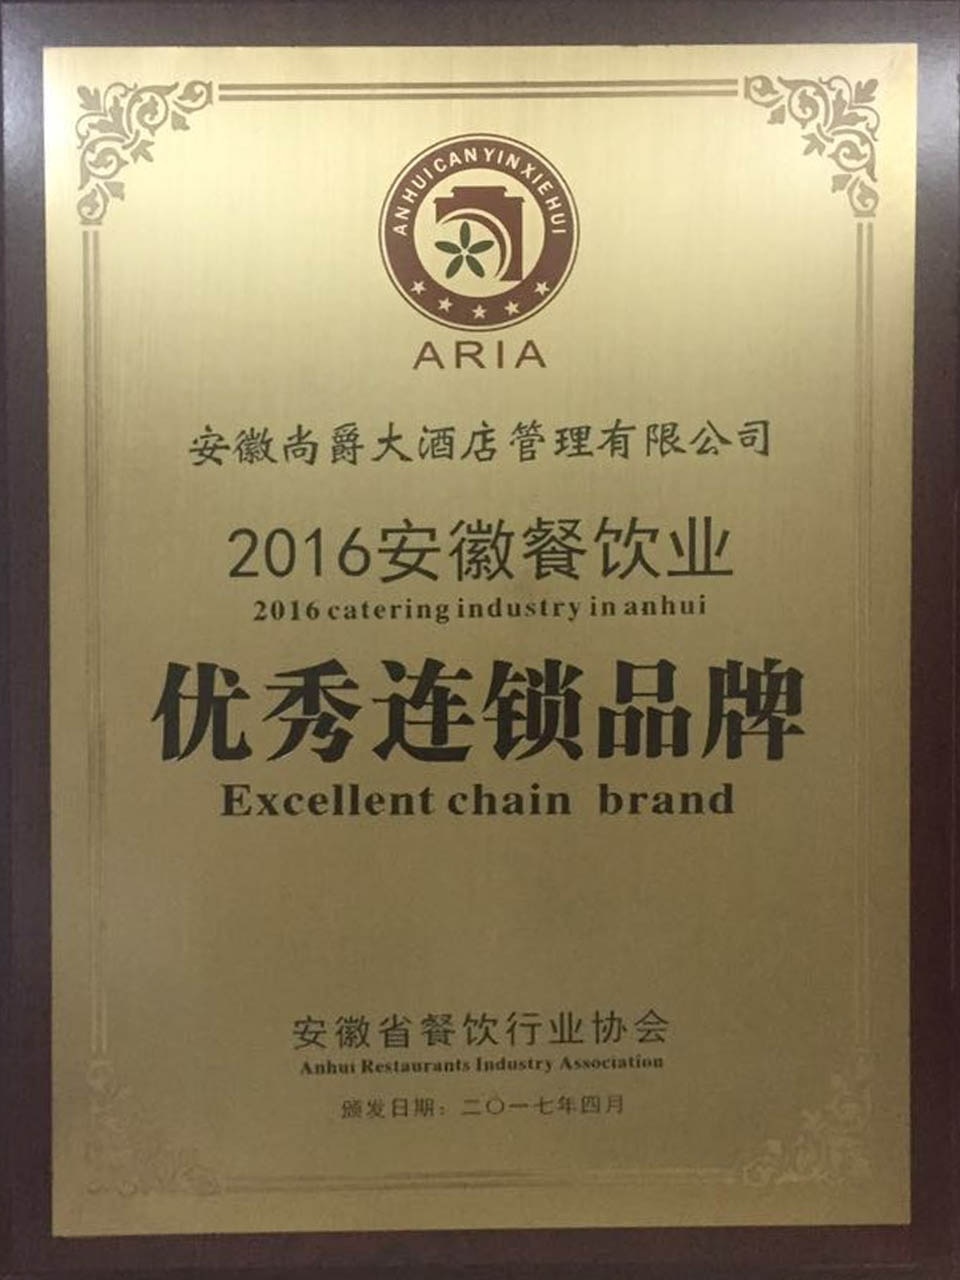 ANHUICANYINXIEHUI
ARIA
安徽尚爵大酒店管理有限公司
2016安徽餐饮业
2016 catering industry in anhui
优秀连锁品牌
Excellent chain brand
安徽省餐饮行业协会
Anhui Restaurants Industry Association
颁发日期：二〇一七年四月